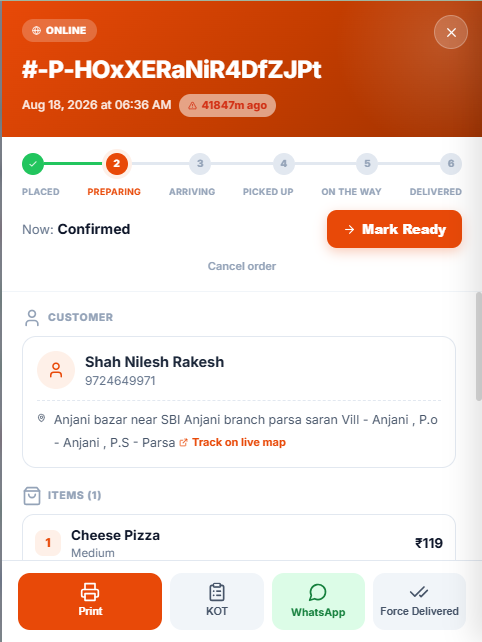 ONLINE
#-P-HOxXERaNiR4DfZJPt
Aug 18, 2026 at 06:36 AM 41847m ago
2 3 4 5 6
PLACED PREPARING ARRIVING PICKED UP ON THE WAY DELIVERED
Now: Confirmed → Mark Ready
Cancel order
CUSTOMER
Shah Nilesh Rakesh
9724649971
Anjani bazar near SBI Anjani branch parsa saran Vill - Anjani , P.o
- Anjani , P.S - Parsa Track on live map
ITEMS (1)
1 Cheese Pizza ₹119
Medium
Print KOT WhatsApp Force Delivered